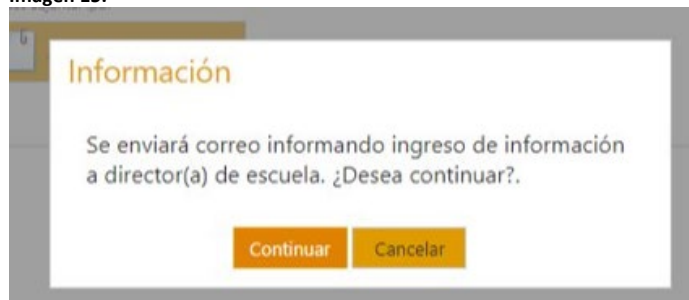 Información
Se enviará correo informando ingreso de información
a director(a) de escuela. ¿Desea continuar?.
Continuar Cancelar